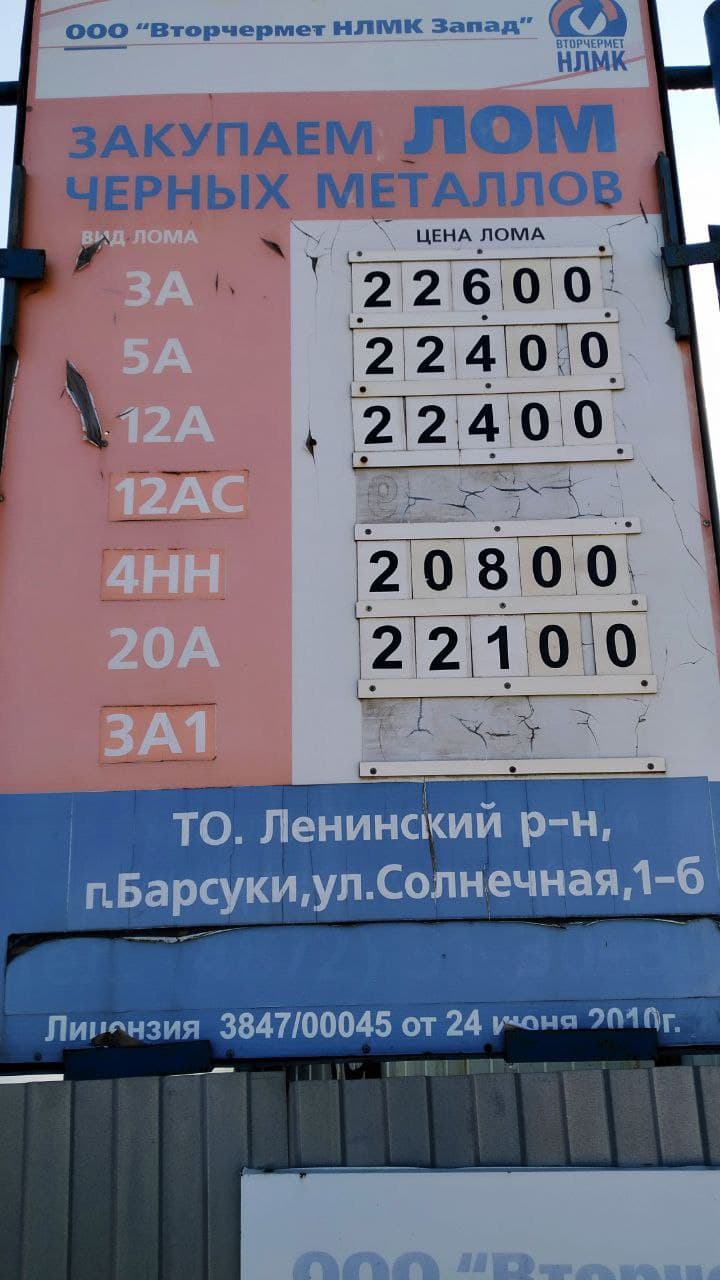 ООО "Вторчермет НЛМК Запад"
ВТОРЧЕРМЕТ
НЛМК
ЗАКУПАЕМ ЛОМ
ЧЕРНЫХ МЕТАЛЛОВ
ВИД ЛОМА ЦЕНА ЛОМА
3А 22600
5А 22400
12А 22400
12АС
4НН 20800
20А 22100
3А1
ТО. Ленинский р-н,
п.Барсуки,ул.Солнечная,1-б
Лицензия 3847/00045 от 24 июня 2010г.
ООО